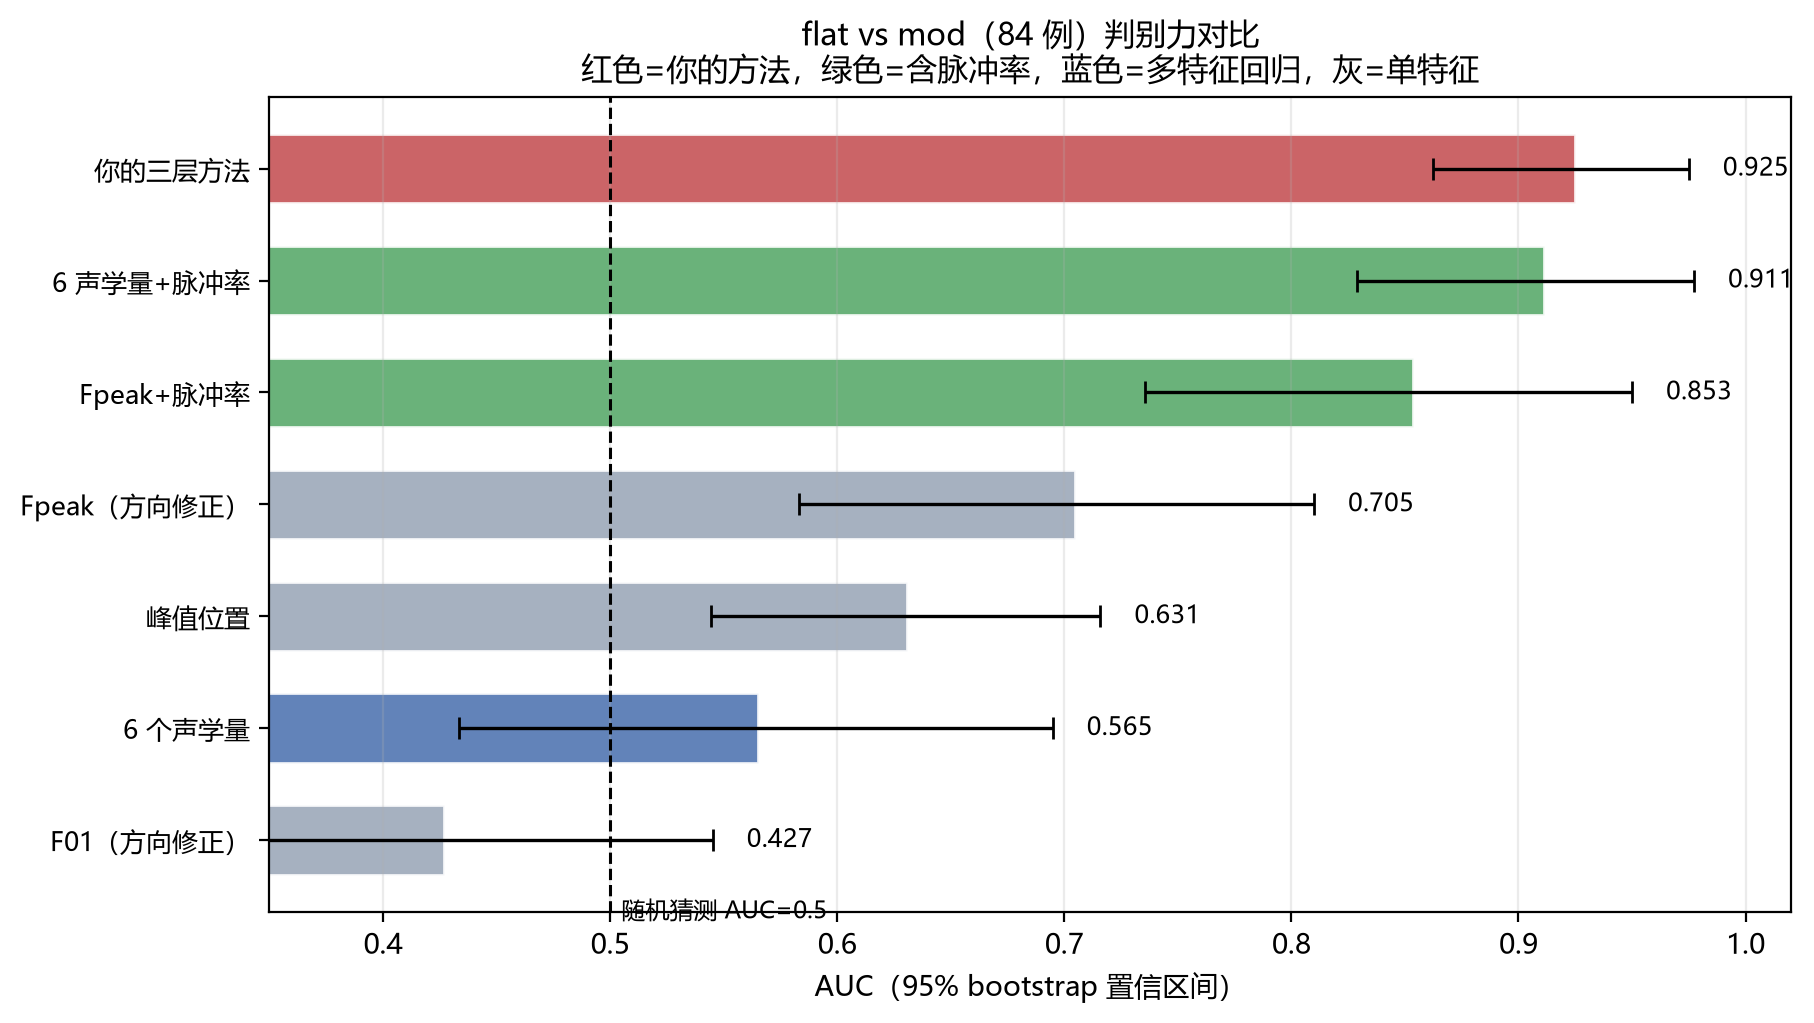 flat vs mod（84 例）判别力对比
红色=你的方法，绿色=含脉冲率，蓝色=多特征回归，灰=单特征
你的三层方法
0.925
6 声学量+脉冲率
0.911
Fpeak+脉冲率
0.853
Fpeak（方向修正）
0.705
峰值位置
0.631
6 个声学量
0.565
F01（方向修正）
0.427
随机猜测 AUC=0.5
0.4 0.5 0.6 0.7 0.8 0.9 1.0
AUC（95% bootstrap 置信区间）